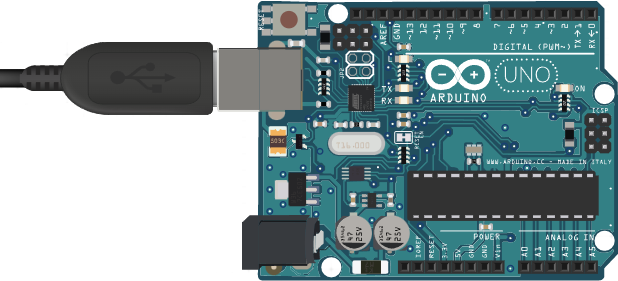 RESET
AREF
GND
~13
12
~11
~10
~9
8
7
~6
~5
4
~3
2
TX→1
RX←0
DIGITAL (PWM~)
UNO
ARDUINO
TX
RX
ON
ICSP
T16-000
WWW.ARDUINO.CC - MADE IN ITALY
47
25V
47
25V
POWER
ANALOG IN
IOREF
RESET
3.3V
5V
GND
GND
Vin
A0
A1
A2
A3
A4
A5